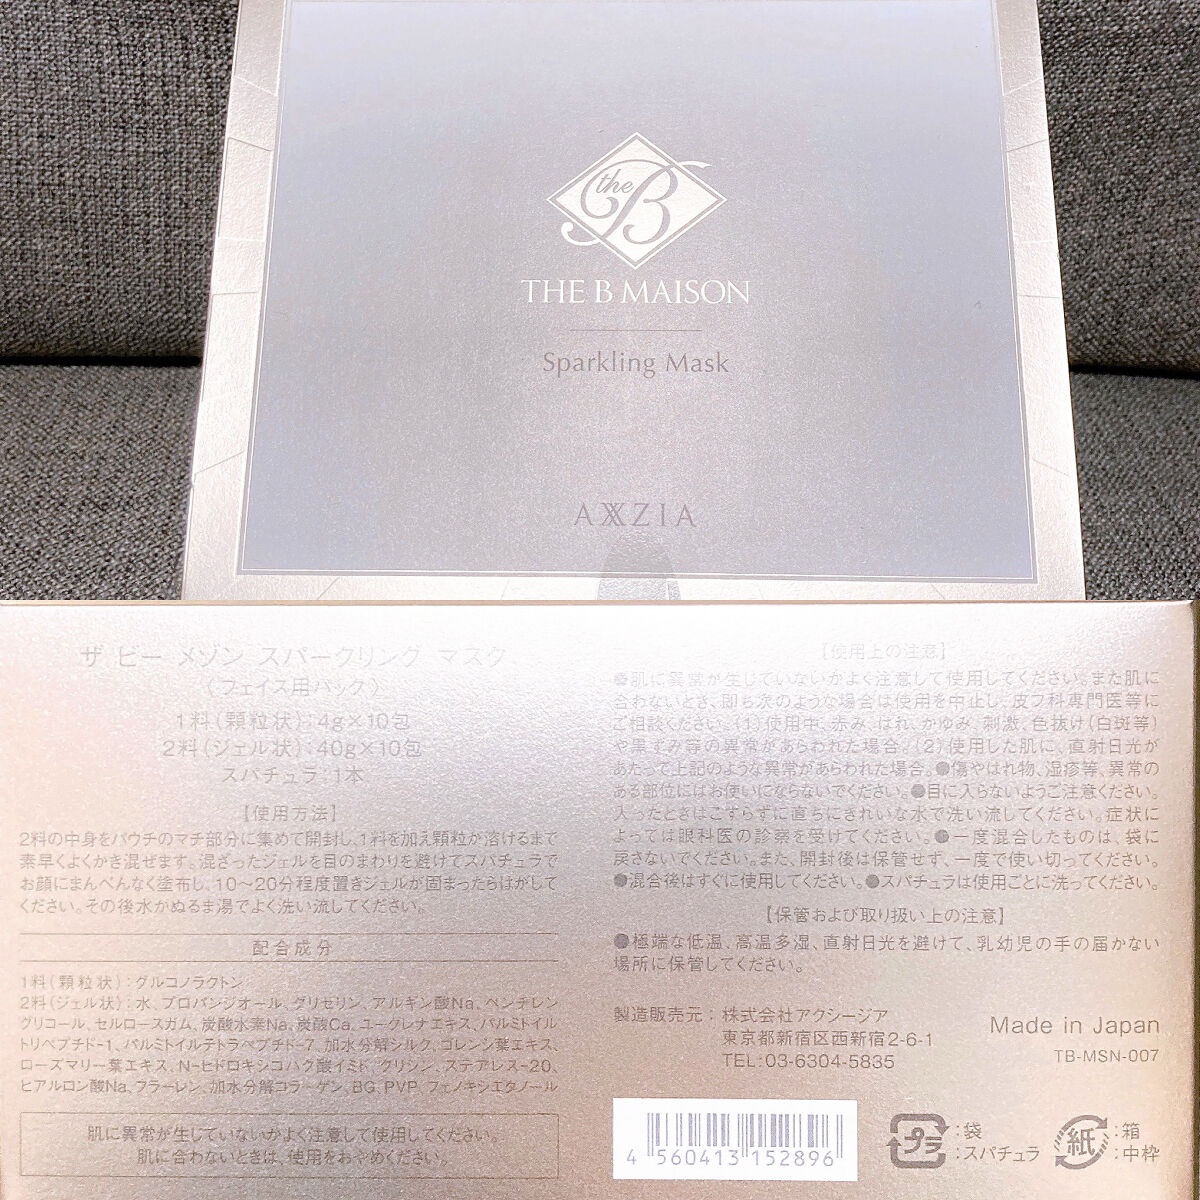 the B
THE B MAISON
Sparkling Mask
AXXZIA
ザ ビー メゾン スパークリング マスク
〈フェイス用パック〉
1料(顆粒状):4g×10包
2料(ジェル状):40g×10包
スパチュラ:1本
【使用方法】
2料の中身をパウチのマチ部分に集めて開封し、1料を加え顆粒が溶けるまで
素早くよくかき混ぜます。混ざったジェルを目のまわりを避けてスパチュラで
お顔にまんべんなく塗布し、10～20分程度置きジェルが固まったらはがして
ください。その後水かぬるま湯でよく洗い流してください。
配合成分
1料(顆粒状):グルコノラクトン
2料(ジェル状):水、プロパンジオール、グリセリン、アルギン酸Na、ペンチレン
グリコール、セルロースガム、炭酸水素Na、炭酸Ca、ユーグレナエキス、パルミトイル
トリペプチド-1、パルミトイルテトラペプチド-7、加水分解シルク、ゴレンシ葉エキス、
ローズマリー葉エキス、N-ヒドロキシコハク酸イミド、クリシン、ステアレス-20、
ヒアルロン酸Na、フラーレン、加水分解コラーゲン、BG、PVP、フェノキシエタノール
肌に異常が生じていないかよく注意して使用してください。
肌に合わないときは、使用をおやめください。
【使用上の注意】
●肌に異常が生じていないかよく注意して使用してください。また肌に
合わないとき、即ち次のような場合は使用を中止し、皮フ科専門医等に
ご相談ください。(1)使用中、赤み、はれ、かゆみ、刺激、色抜け(白斑等)
や黒ずみ等の異常があらわれた場合。(2)使用した肌に、直射日光が
あたって上記のような異常があらわれた場合。●傷やはれ物、湿疹等、異常の
ある部位にはお使いにならないでください。●目に入らないようご注意ください。
入ったときはこすらずに直ちにきれいな水で洗い流してください。症状に
よっては眼科医の診察を受けてください。●一度混合したものは、袋に
戻さないでください。また、開封後は保管せず、一度で使い切ってください。
●混合後はすぐに使用してください。●スパチュラは使用ごとに洗ってください。
【保管および取り扱い上の注意】
●極端な低温、高温多湿、直射日光を避けて、乳幼児の手の届かない
場所に保管してください。
製造販売元:株式会社アクシージア
東京都新宿区西新宿2-6-1
TEL:03-6304-5835
Made in Japan
TB-MSN-007
4 560413 152896
プラ
:袋
:スパチュラ
紙
:箱
:中枠